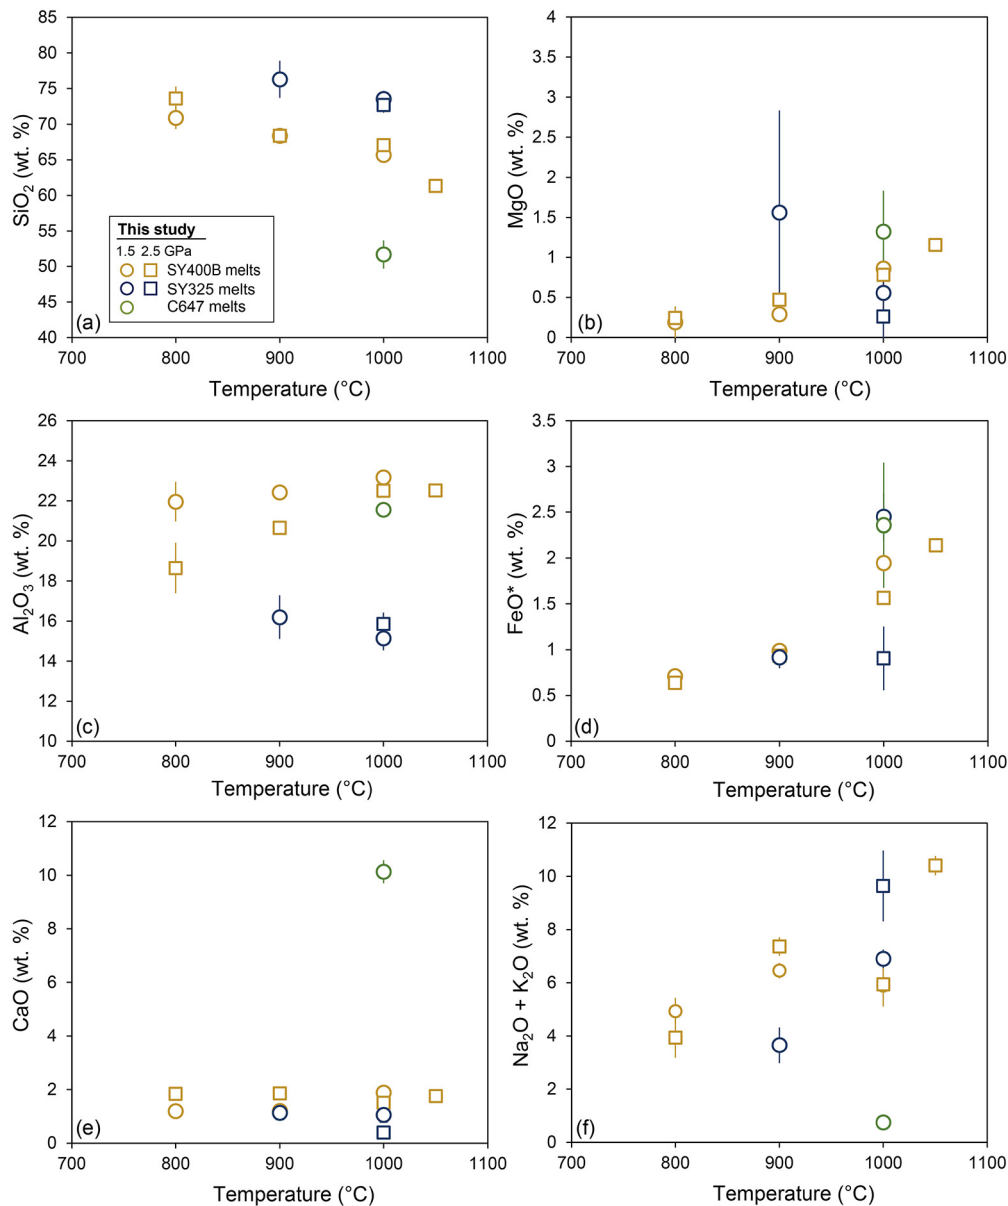 85
80
75
70
65
60
55
50
45
40
SiO2 (wt. %)
This study
1.5 2.5 GPa
SY400B melts
SY325 melts
C647 melts
(a)
700 800 900 1000 1100
Temperature (°C)
4
3.5
3
2.5
2
1.5
1
0.5
0
MgO (wt. %)
(b)
700 800 900 1000 1100
Temperature (°C)
26
24
22
20
18
16
14
12
10
Al2O3 (wt. %)
(c)
700 800 900 1000 1100
Temperature (°C)
3.5
3
2.5
2
1.5
1
0.5
0
FeO* (wt. %)
(d)
700 800 900 1000 1100
Temperature (°C)
12
10
8
6
4
2
0
CaO (wt. %)
(e)
700 800 900 1000 1100
Temperature (°C)
12
10
8
6
4
2
0
Na2O + K2O (wt. %)
(f)
700 800 900 1000 1100
Temperature (°C)